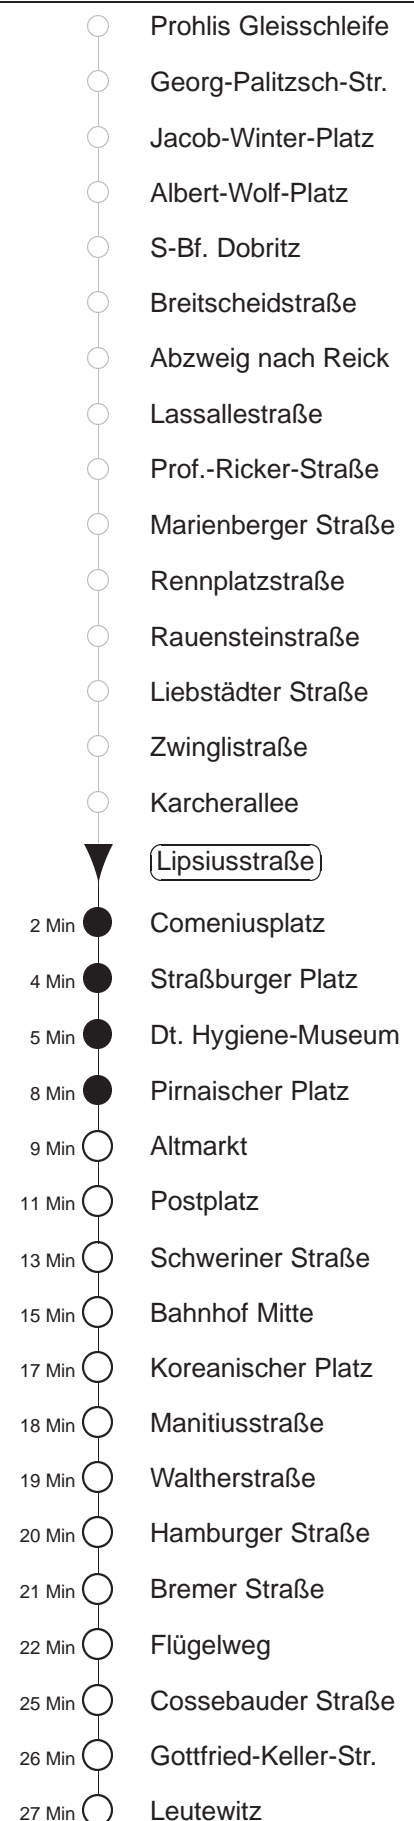 Prohlis Gleisschleife
Georg-Palitzsch-Str.
Jacob-Winter-Platz
Albert-Wolf-Platz
S-Bf. Dobritz
Breitscheidstraße
Abzweig nach Reick
Lassallestraße
Prof.-Ricker-Straße
Marienberger Straße
Rennplatzstraße
Rauensteinstraße
Liebstädter Straße
Zwinglistraße
Karcherallee
Lipsiusstraße
2 Min Comeniusplatz
4 Min Straßburger Platz
5 Min Dt. Hygiene-Museum
8 Min Pirnaischer Platz
9 Min Altmarkt
11 Min Postplatz
13 Min Schweriner Straße
15 Min Bahnhof Mitte
17 Min Koreanischer Platz
18 Min Manitiusstraße
19 Min Waltherstraße
20 Min Hamburger Straße
21 Min Bremer Straße
22 Min Flügelweg
25 Min Cossebauder Straße
26 Min Gottfried-Keller-Str.
27 Min Leutewitz